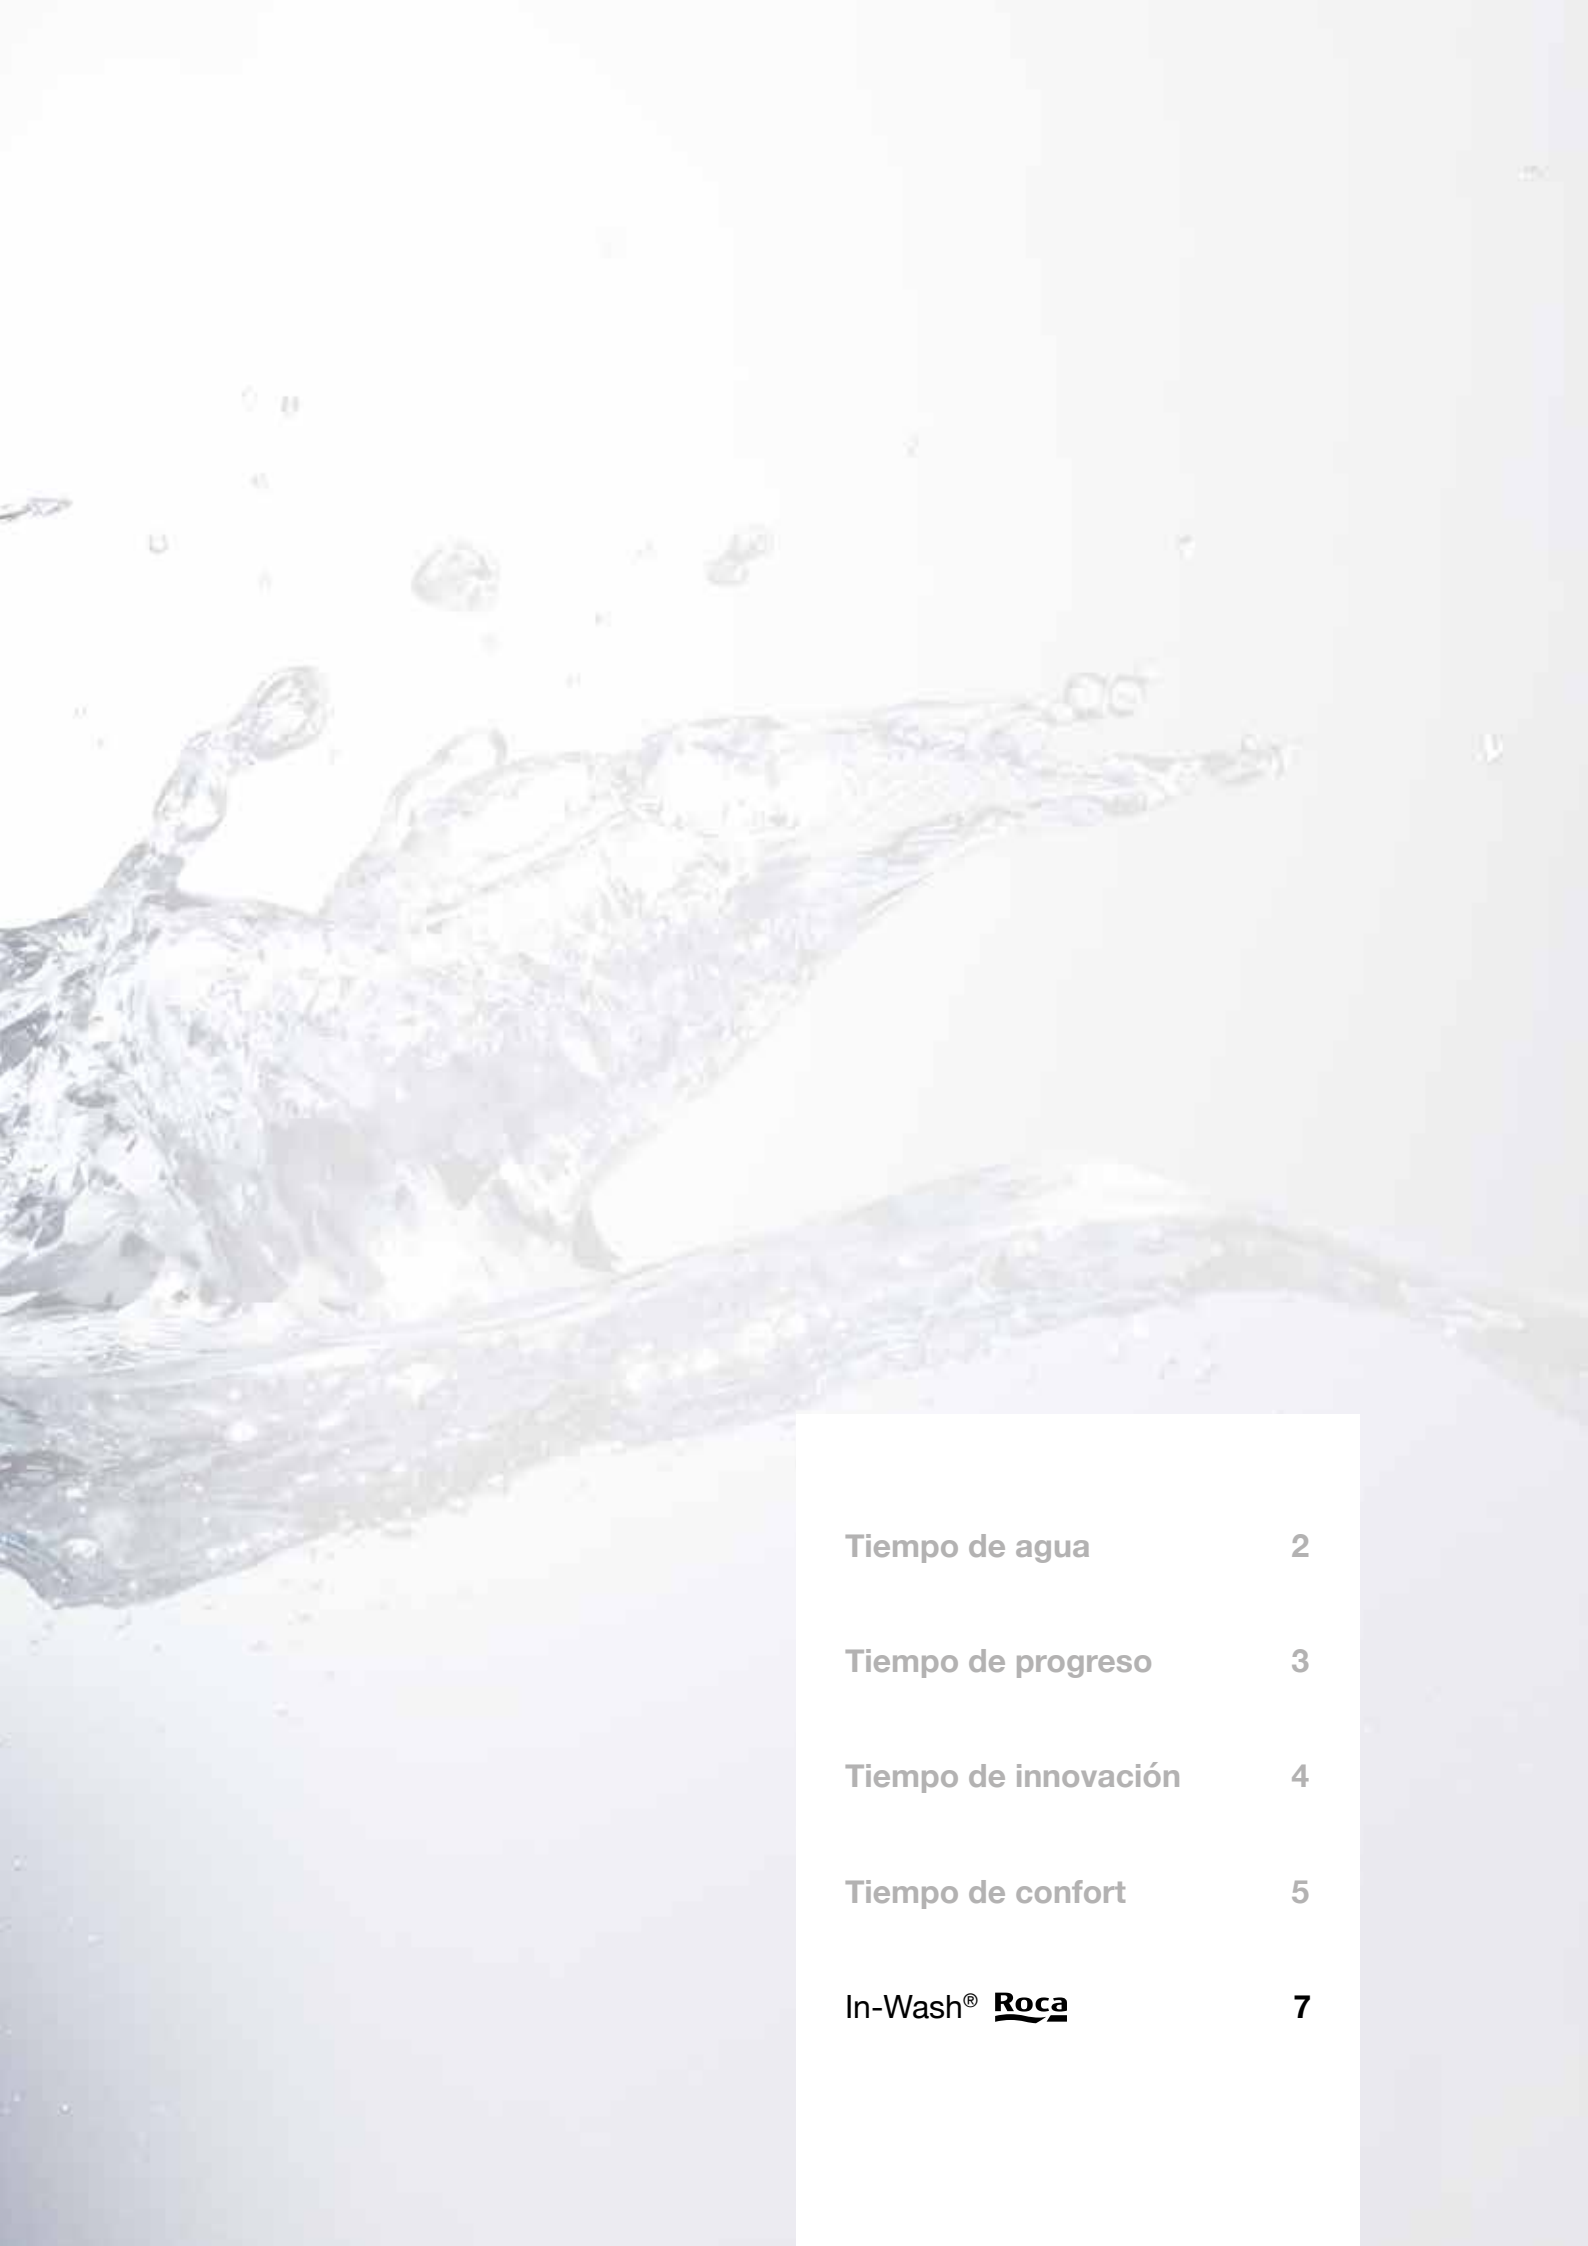 Tiempo de agua 2
Tiempo de progreso 3
Tiempo de innovación 4
Tiempo de confort 5
In-Wash® Roca 7